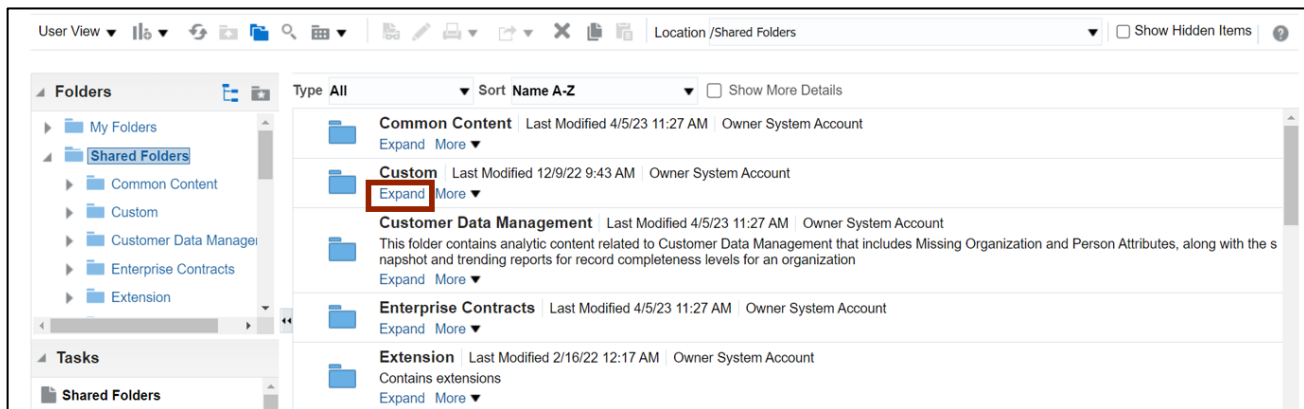 User View Location /Shared Folders Show Hidden Items
Folders
My Folders
Shared Folders
Common Content
Custom
Customer Data Manage
Enterprise Contracts
Extension
Tasks
Shared Folders
Type All Sort Name A-Z Show More Details
Common Content Last Modified 4/5/23 11:27 AM Owner System Account
Expand More
Custom Last Modified 12/9/22 9:43 AM Owner System Account
Expand More
Customer Data Management Last Modified 4/5/23 11:27 AM Owner System Account
This folder contains analytic content related to Customer Data Management that includes Missing Organization and Person Attributes, along with the s
napshot and trending reports for record completeness levels for an organization
Expand More
Enterprise Contracts Last Modified 4/5/23 11:27 AM Owner System Account
Expand More
Extension Last Modified 2/16/22 12:17 AM Owner System Account
Contains extensions
Expand More